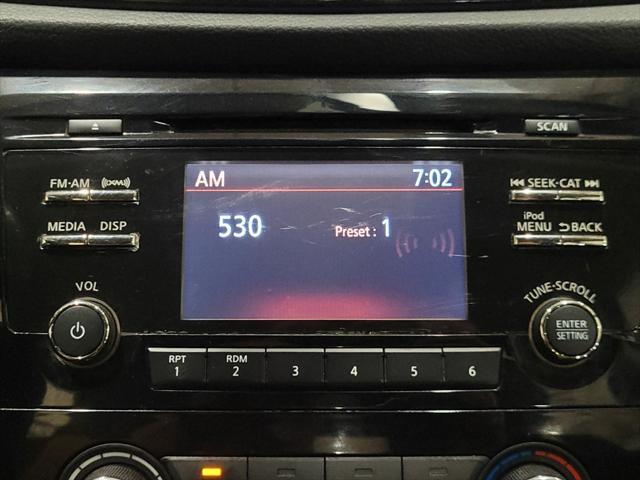 SCAN
FM·AM
((XM))
AM 7:02
SEEK·CAT
530
Preset : 1
iPod
MENU BACK
MEDIA DISP
VOL
TUNE·SCROLL
ENTER
SETTING
RPT
1
RDM
2
3
4
5
6